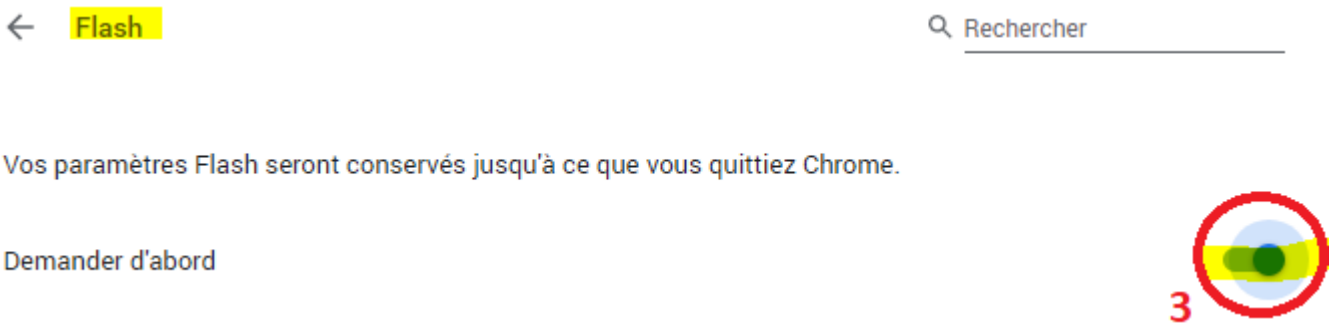 Flash
Rechercher
Vos paramètres Flash seront conservés jusqu'à ce que vous quittiez Chrome.
Demander d'abord
3